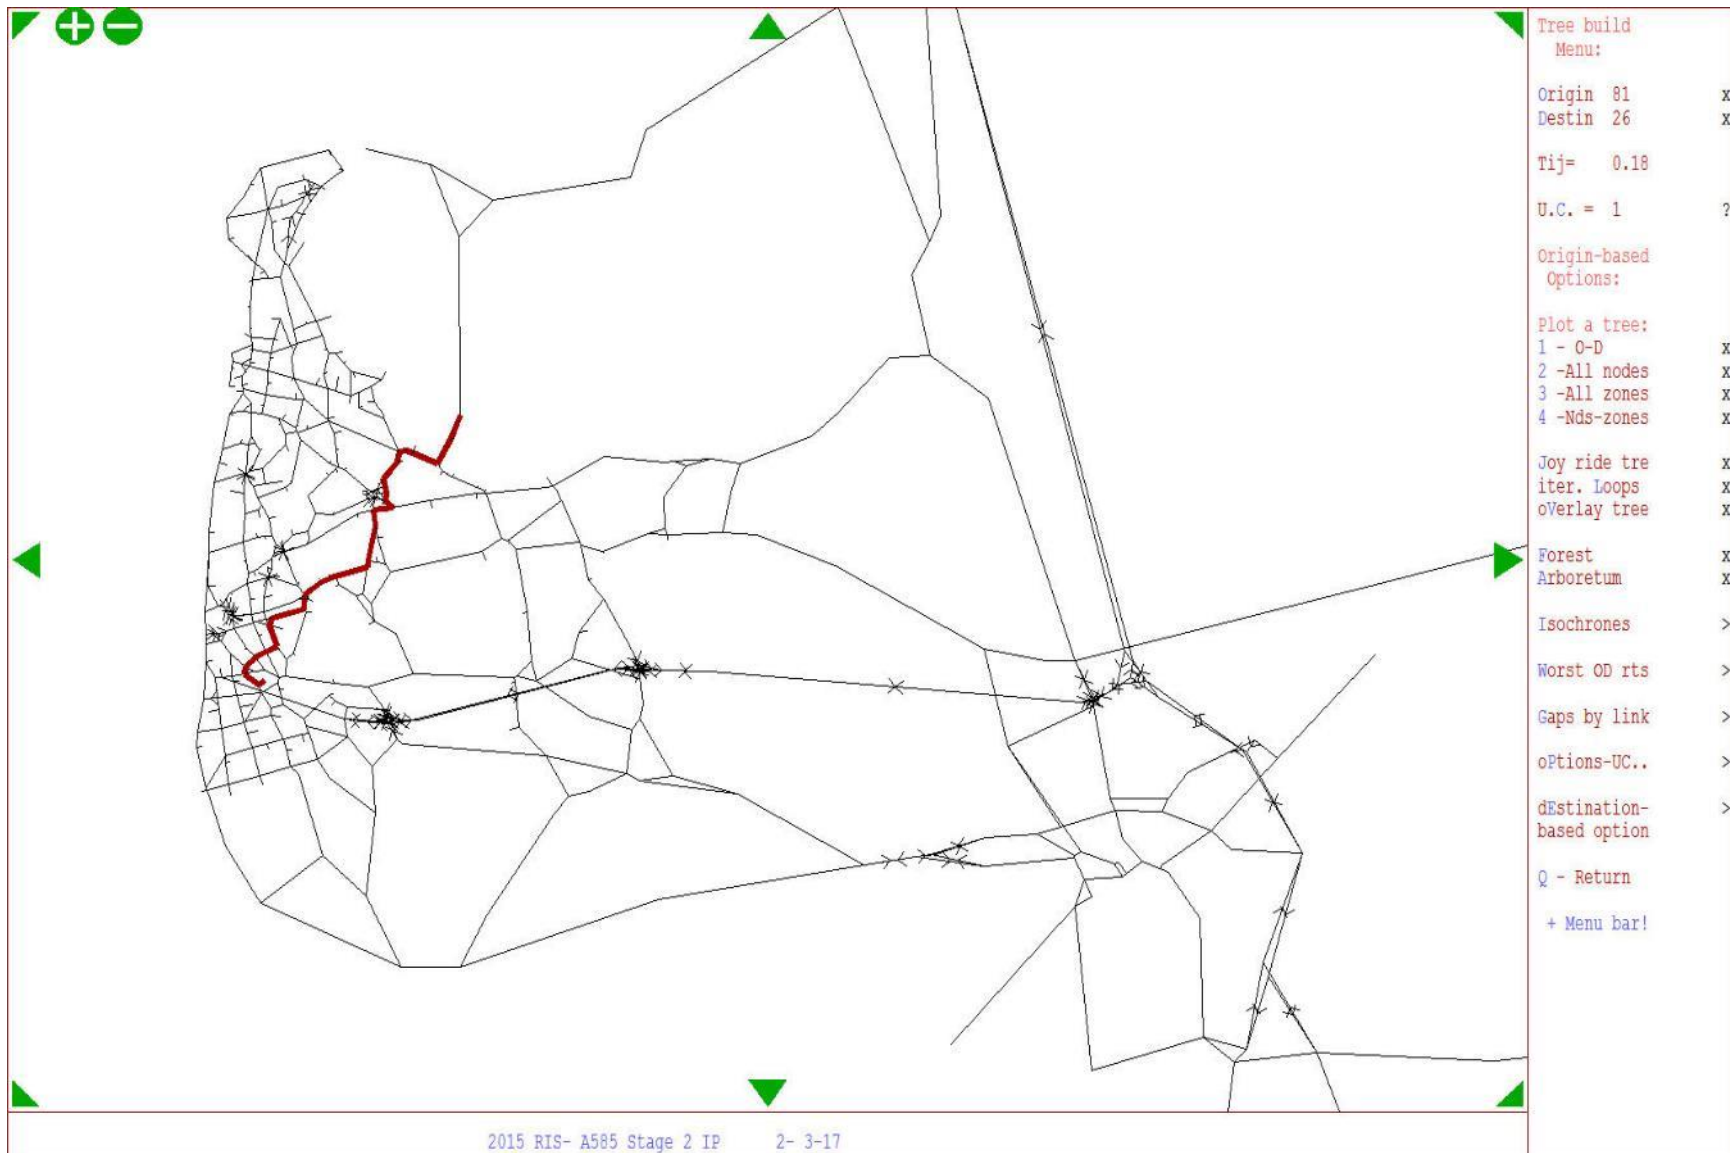 Tree build
Menu:
Origin 81 x
Destin 26 x
Tij= 0.18
U.C. = 1 ?
Origin-based
Options:
Plot a tree:
1 - O-D x
2 -All nodes x
3 -All zones x
4 -Nds-zones x
Joy ride tre x
iter. Loops x
oVerlay tree x
Forest x
Arboretum x
Isochrones >
Worst OD rts >
Gaps by link >
oPtions-UC.. >
dEstination- >
based option
Q - Return
+ Menu bar!
2015 RIS- A585 Stage 2 IP 2- 3-17